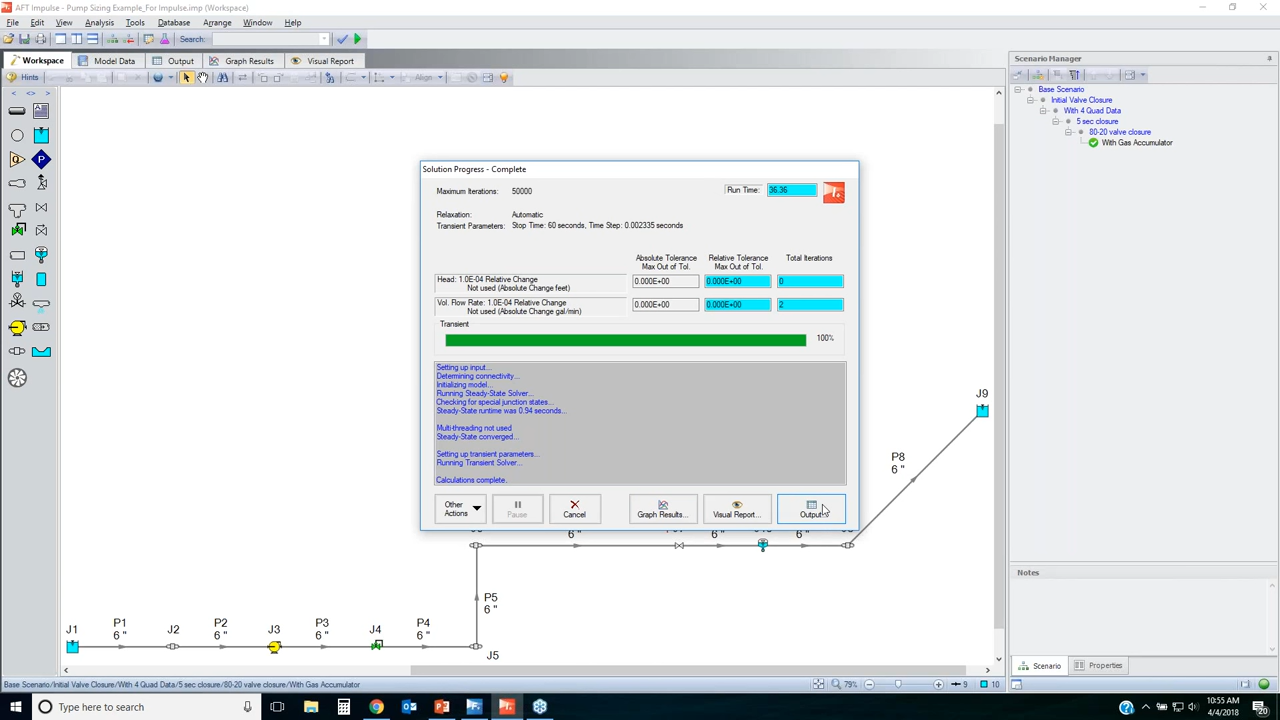 AFT Impulse - Pump Sizing Example_For Impulse.imp (Workspace)
File Edit View Analysis Tools Database Arrange Window Help
Search:
Workspace Model Data Output Graph Results Visual Report
Hints Align
Scenario Manager
Base Scenario
Initial Valve Closure
With 4 Quad Data
5 sec closure
80-20 valve closure
With Gas Accumulator
Solution Progress - Complete
Maximum Iterations: 50000
Run Time: 36.36
Relaxation: Automatic
Transient Parameters: Stop Time: 60 seconds, Time Step: 0.002335 seconds
Absolute Tolerance Relative Tolerance Total Iterations
Max Out of Tol. Max Out of Tol.
Head: 1.0E-04 Relative Change
Not used (Absolute Change feet)
0.000E+00 0.000E+00 0
Vol. Flow Rate: 1.0E-04 Relative Change
Not used (Absolute Change gal/min)
0.000E+00 0.000E+00 2
Transient
100%
Setting up input...
Determining connectivity...
Initializing model...
Running Steady-State Solver...
Checking for special junction states...
Steady-State runtime was 0.94 seconds...
Multi-threading not used
Steady-State converged...
Setting up transient parameters...
Running Transient Solver...
Calculations complete.
Other Actions
Pause
Cancel
Graph Results...
Visual Report...
Output
J9
P8
6 "
6 " 6 " 6 "
P5
6 "
J1 P1 J2 P2 J3 P3 J4 P4
6 " 6 " 6 " 6 "
J5
Notes
Scenario Properties
Base Scenario/Initial Valve Closure/With 4 Quad Data/5 sec closure/80-20 valve closure/With Gas Accumulator
79%
9 10
Type here to search
10:55 AM
4/4/2018
20